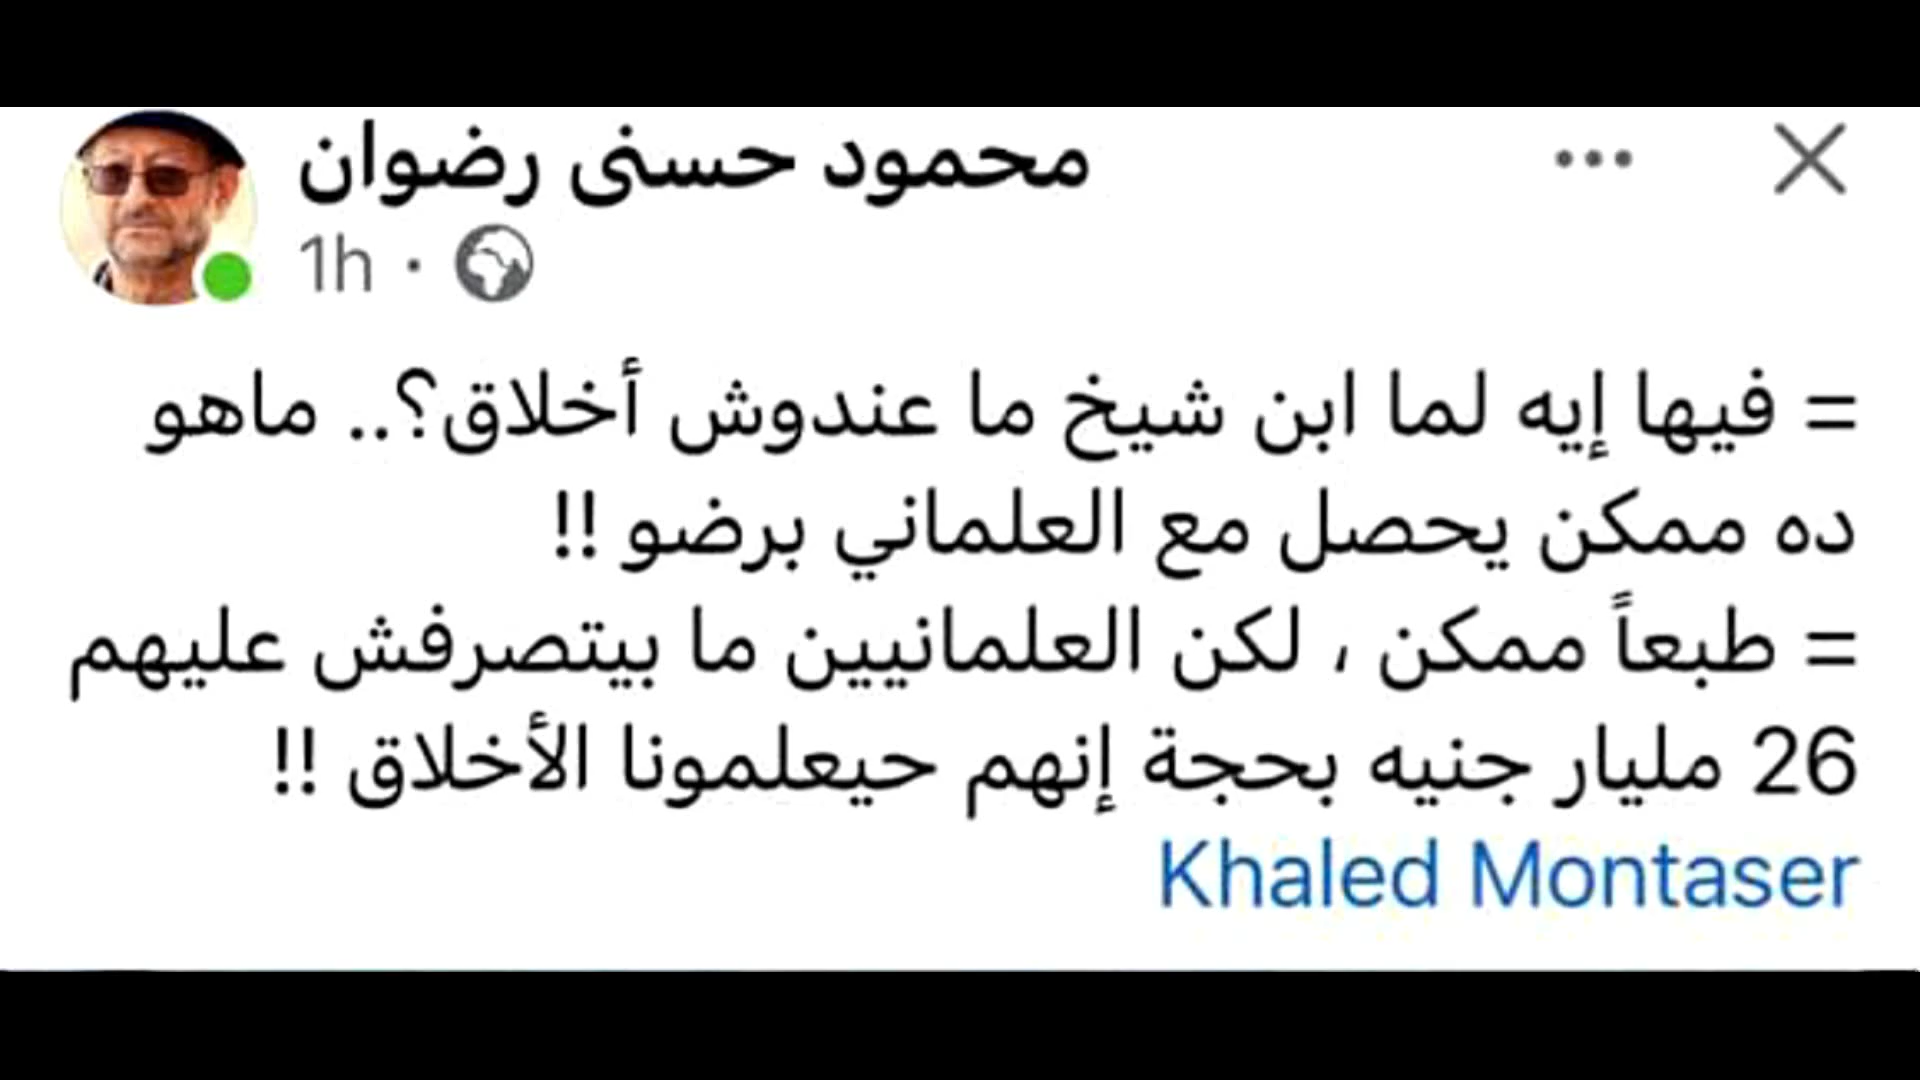 محمود حسنى رضوان
1h ·
= فيها إيه لما ابن شيخ ما عندوش أخلاق؟.. ماهو
ده ممكن يحصل مع العلماني برضو !!
= طبعاً ممكن ، لكن العلمانيين ما بيتصرفش عليهم
26 مليار جنيه بحجة إنهم حيعلمونا الأخلاق !!
Khaled Montaser